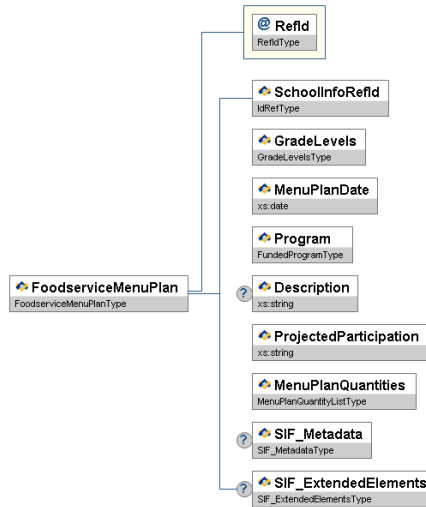 @ RefId
RefIdType
SchoolInfoRefId
IdRefType
GradeLevels
GradeLevelsType
MenuPlanDate
xs:date
Program
FundedProgramType
FoodserviceMenuPlan
FoodserviceMenuPlanType
? Description
xs:string
ProjectedParticipation
xs:string
MenuPlanQuantities
MenuPlanQuantityListType
? SIF_Metadata
SIF_MetadataType
? SIF_ExtendedElements
SIF_ExtendedElementsType